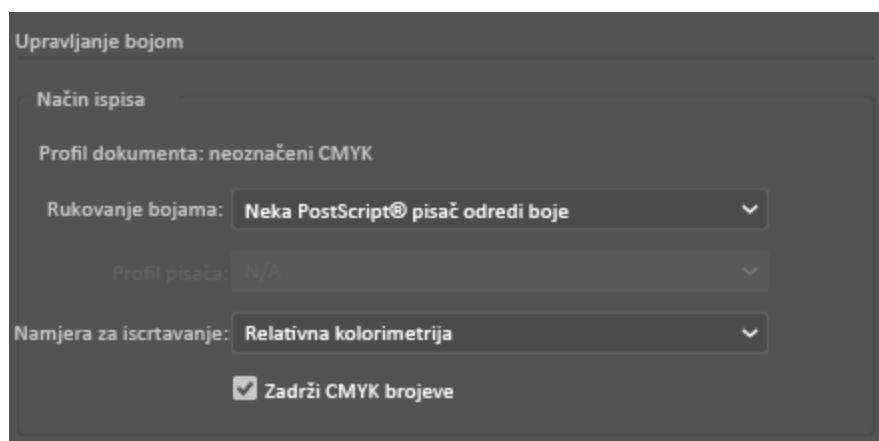 Upravljanje bojom
Način ispisa
Profil dokumenta: neoznačeni CMYK
Rukovanje bojama: Neka PostScript® pisač odredi boje
Profil pisača: N/A
Namjera za iscrtavanje: Relativna kolorimetrija
Zadrži CMYK brojeve